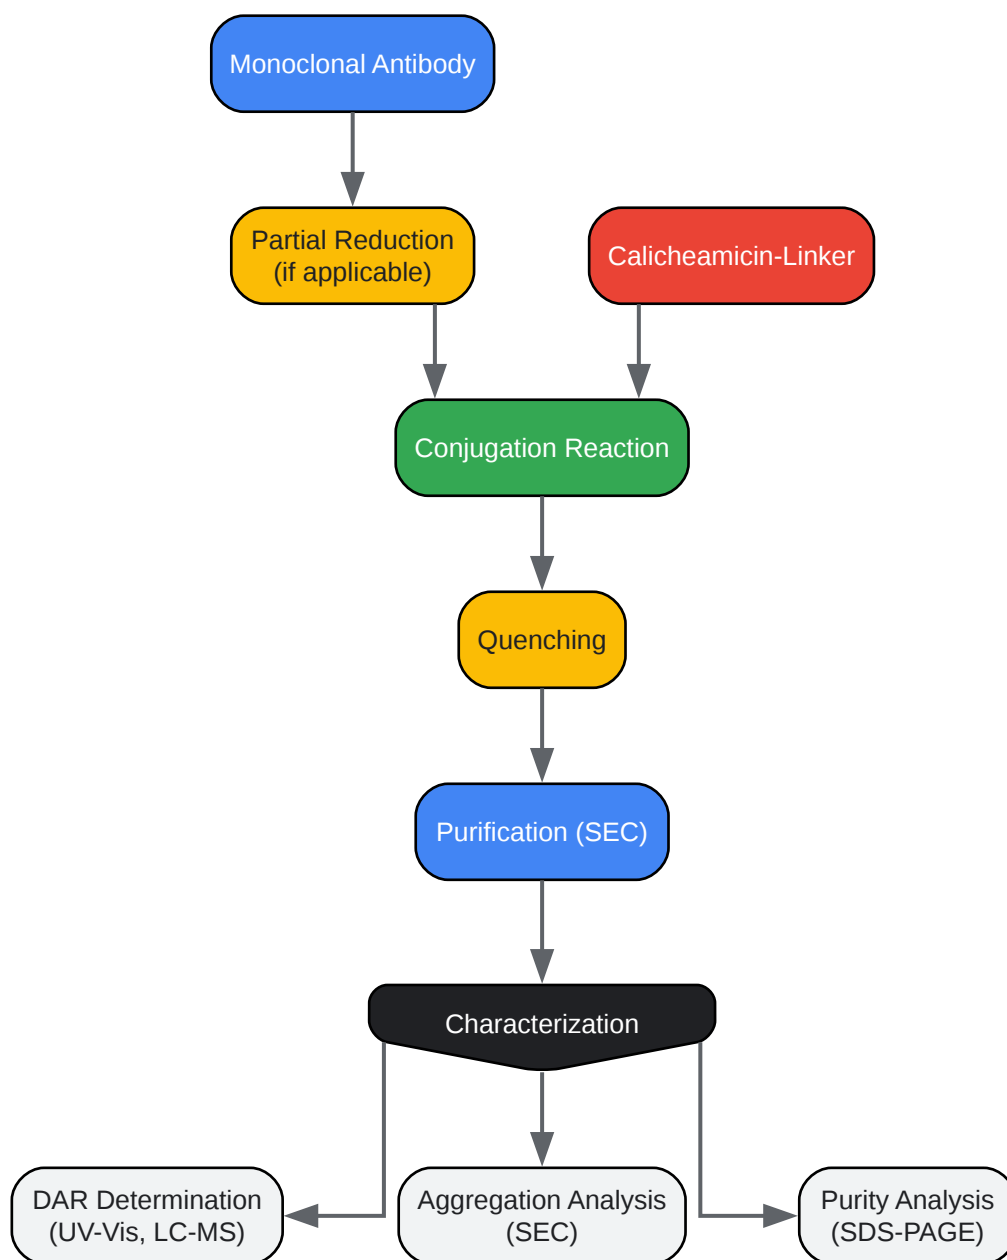 Monoclonal Antibody
Partial Reduction
(if applicable)
Calicheamicin-Linker
Conjugation Reaction
Quenching
Purification (SEC)
Characterization
DAR Determination
(UV-Vis, LC-MS)
Aggregation Analysis
(SEC)
Purity Analysis
(SDS-PAGE)